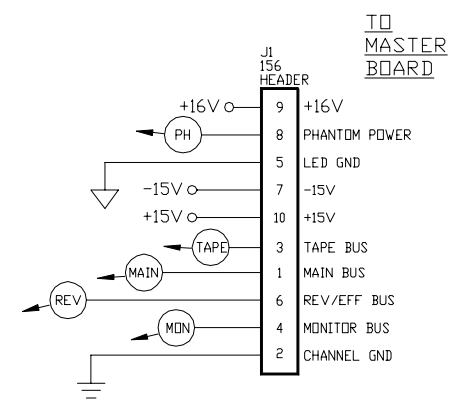 TO
MASTER
BOARD
J1
156
HEADER
+16V 9 +16V
PH 8 PHANTOM POWER
5 LED GND
-15V 7 -15V
+15V 10 +15V
TAPE 3 TAPE BUS
MAIN 1 MAIN BUS
REV 6 REV/EFF BUS
MON 4 MONITOR BUS
2 CHANNEL GND